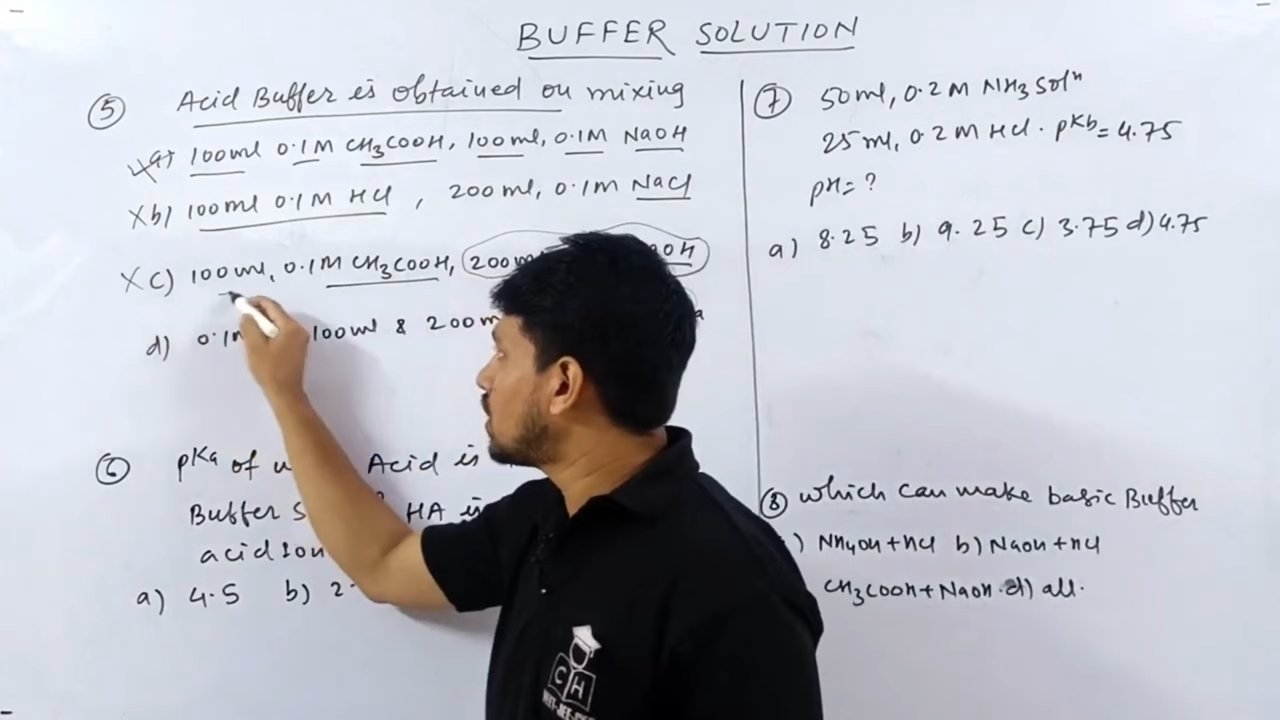 BUFFER SOLUTION
⑤ Acid Buffer is obtained on mixing
a) 100ml 0.1M CH₃COOH, 100ml, 0.1M NaOH
X b) 100ml 0.1M HCl, 200ml, 0.1M NaCl
X c) 100ml, 0.1M CH₃COOH, 200m
d) 100ml & 200m
⑥ pKa of Acid is
Buffer HA is
acid
a) 4.5 b)
⑦ 50ml, 0.2M NH₃ solⁿ
25ml, 0.2M HCl. pKb = 4.75
pH = ?
a) 8.25 b) 9.25 c) 3.75 d) 4.75
⑧ which can make basic Buffer
) NH₄OH + HCl b) NaOH + HCl
CH₃COOH + NaOH. d) all.
CH